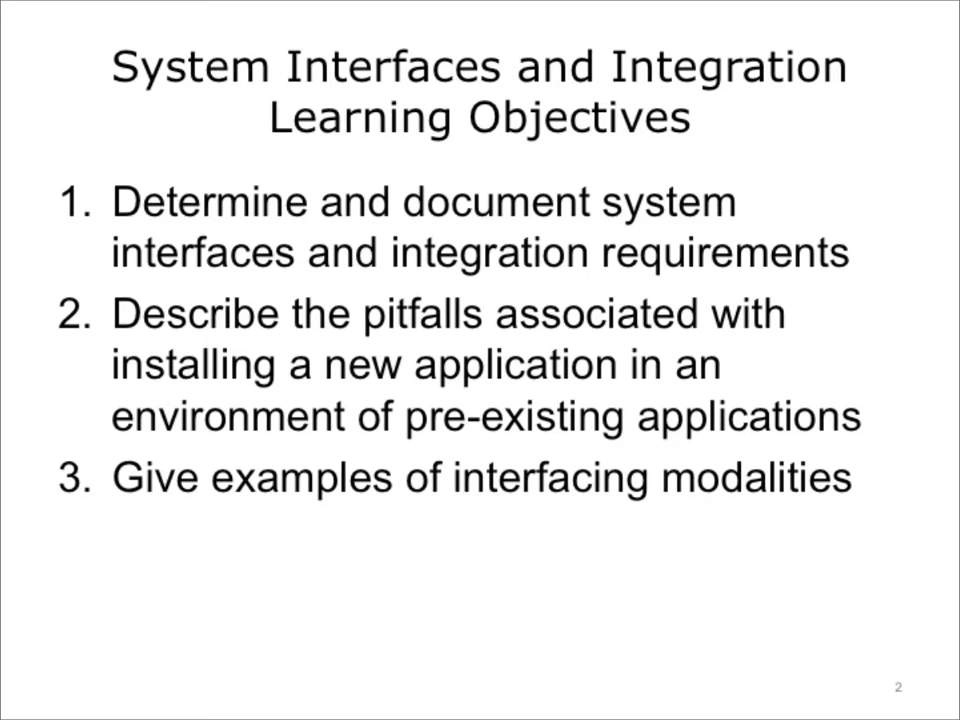 System Interfaces and Integration
Learning Objectives
1. Determine and document system
interfaces and integration requirements
2. Describe the pitfalls associated with
installing a new application in an
environment of pre-existing applications
3. Give examples of interfacing modalities
2